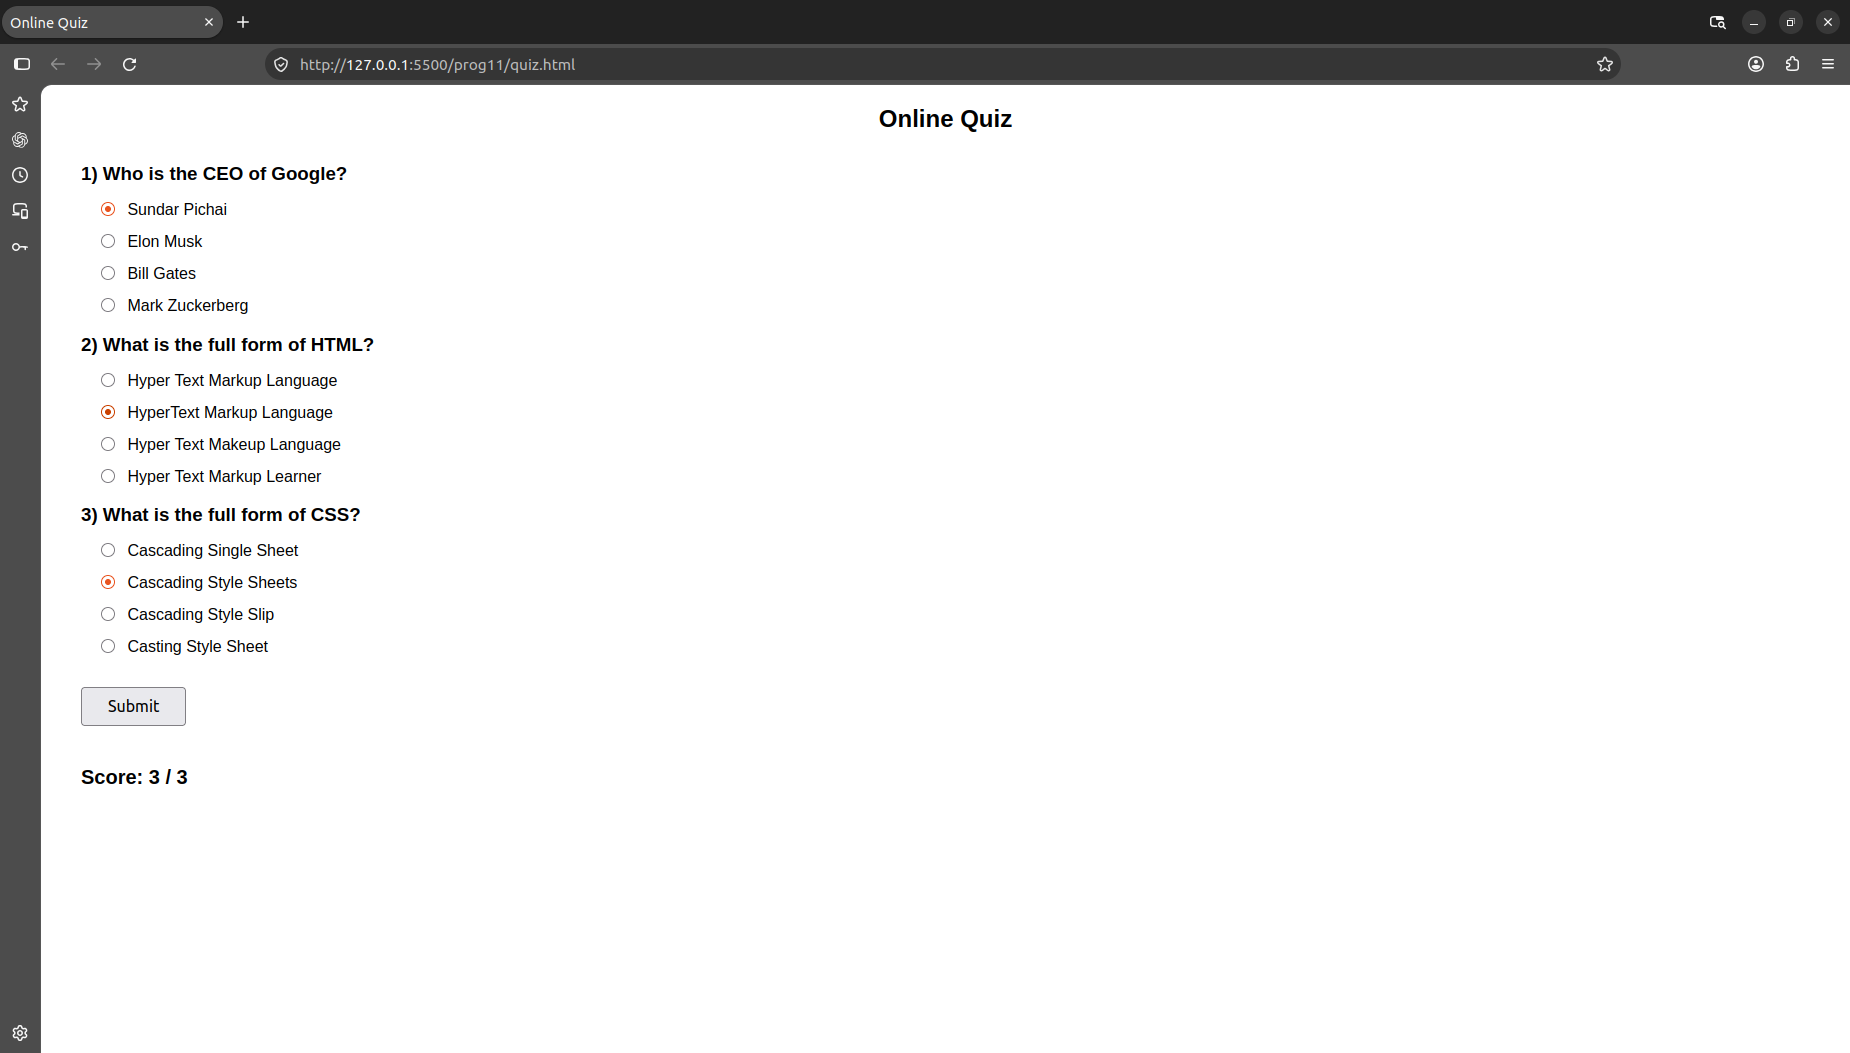 Online Quiz
http://127.0.0.1:5500/prog11/quiz.html
Online Quiz
1) Who is the CEO of Google?
Sundar Pichai
Elon Musk
Bill Gates
Mark Zuckerberg
2) What is the full form of HTML?
Hyper Text Markup Language
HyperText Markup Language
Hyper Text Makeup Language
Hyper Text Markup Learner
3) What is the full form of CSS?
Cascading Single Sheet
Cascading Style Sheets
Cascading Style Slip
Casting Style Sheet
Submit
Score: 3 / 3